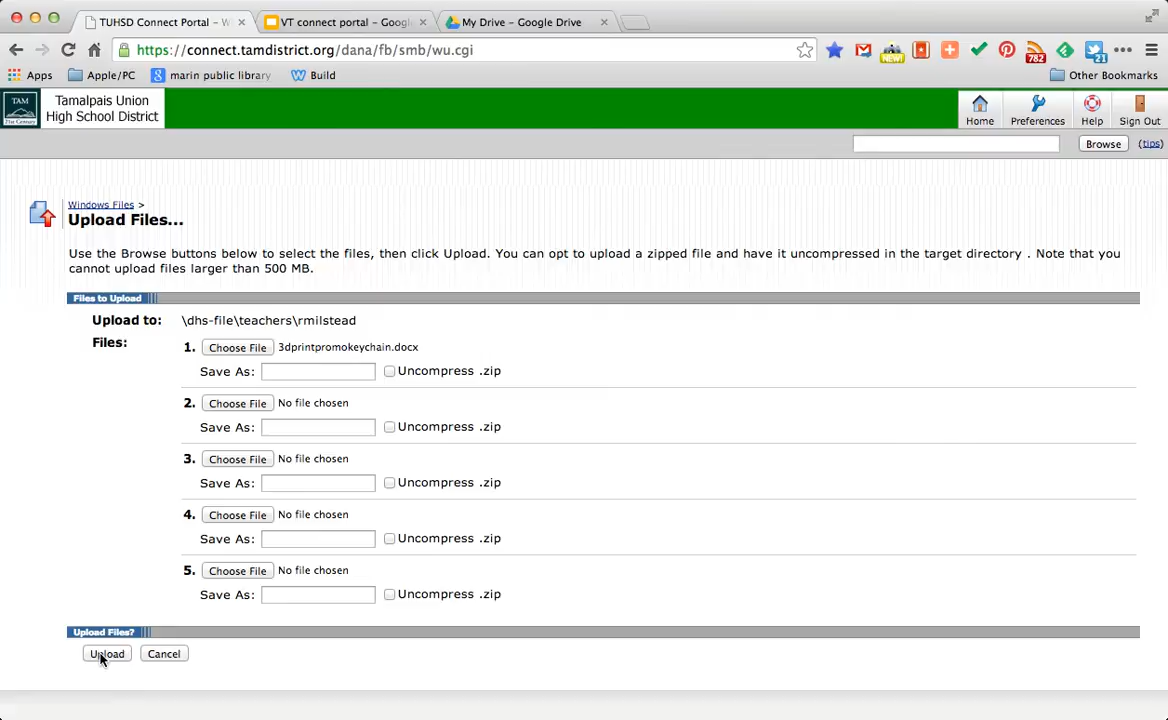 TUHSD Connect Portal - W
VT connect portal - Googl
My Drive - Google Drive
https://connect.tamdistrict.org/dana/fb/smb/wu.cgi
NEW!
782
21
Apps
Apple/PC
marin public library
Build
Other Bookmarks
TAM
Tamalpais Union
High School District
Home
Preferences
Help
Sign Out
Browse
(tips)
Windows Files >
Upload Files...
Use the Browse buttons below to select the files, then click Upload. You can opt to upload a zipped file and have it uncompressed in the target directory . Note that you
cannot upload files larger than 500 MB.
Files to Upload
Upload to: \dhs-file\teachers\rmilstead
Files:
1. Choose File 3dprintpromokeychain.docx
Save As: Uncompress .zip
2. Choose File No file chosen
Save As: Uncompress .zip
3. Choose File No file chosen
Save As: Uncompress .zip
4. Choose File No file chosen
Save As: Uncompress .zip
5. Choose File No file chosen
Save As: Uncompress .zip
Upload Files?
Upload Cancel